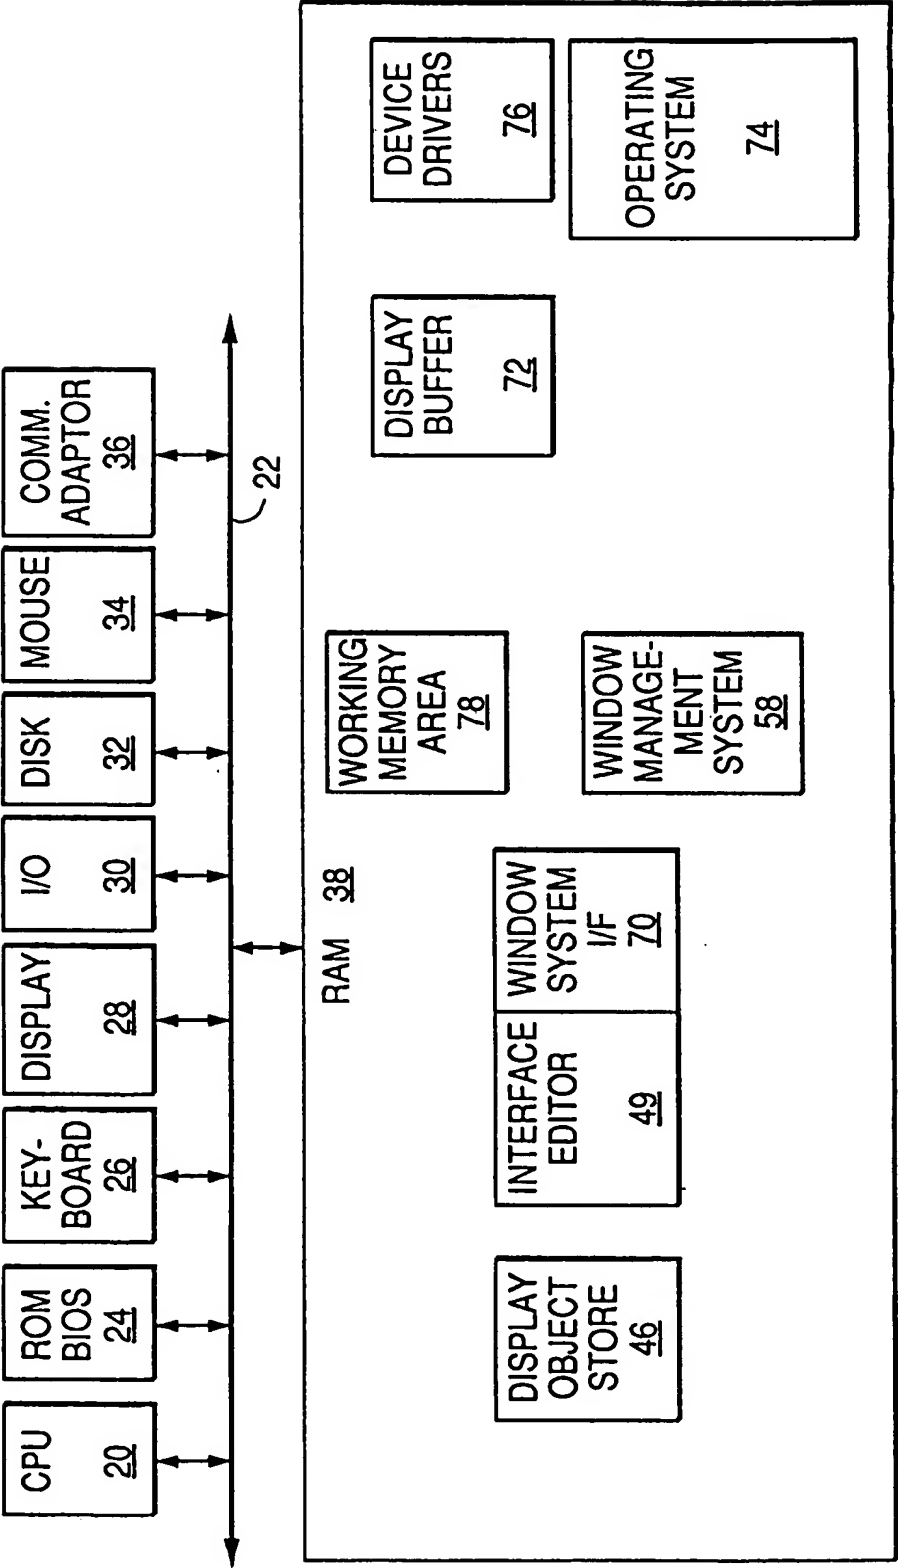 CPU
20
ROM
BIOS
24
KEY-
BOARD
26
DISPLAY
28
I/O
30
DISK
32
MOUSE
34
COMM.
ADAPTOR
36
22
RAM 38
DISPLAY
OBJECT
STORE
46
INTERFACE
EDITOR
49
WINDOW
SYSTEM
I/F
70
WORKING
MEMORY
AREA
78
WINDOW
MANAGE-
MENT
SYSTEM
58
DISPLAY
BUFFER
72
DEVICE
DRIVERS
76
OPERATING
SYSTEM
74